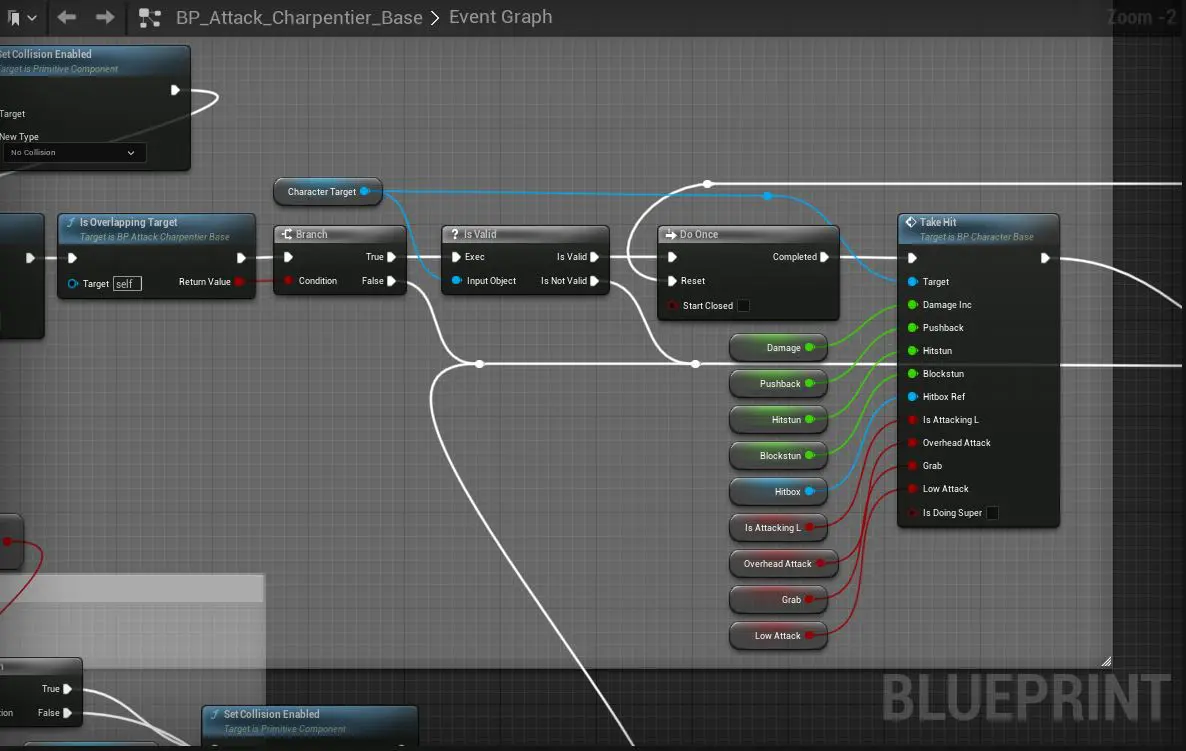 BP_Attack_Charpentier_Base > Event Graph
Zoom -2
Set Collision Enabled
Target is Primitive Component
Target
New Type
No Collision
Character Target
Is Overlapping Target
Target is BP Attack Charpentier Base
Target self
Return Value
Branch
True
Condition
False
Is Valid
Exec
Is Valid
Input Object
Is Not Valid
Do Once
Completed
Reset
Start Closed
Take Hit
Target is BP Character Base
Target
Damage Inc
Pushback
Hitstun
Blockstun
Hitbox Ref
Is Attacking L
Overhead Attack
Grab
Low Attack
Is Doing Super
Damage
Pushback
Hitstun
Blockstun
Hitbox
Is Attacking L
Overhead Attack
Grab
Low Attack
True
False
Set Collision Enabled
Target is Primitive Component
BLUEPRINT